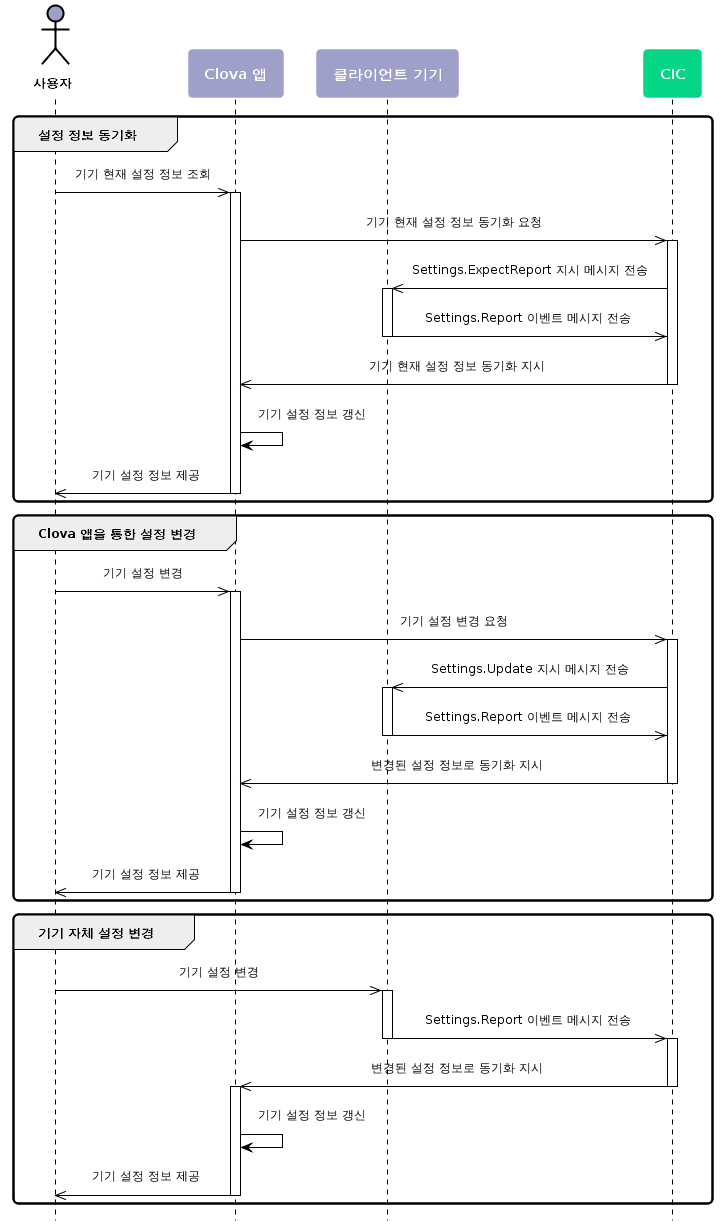 사용자
Clova 앱
클라이언트 기기
CIC
설정 정보 동기화
기기 현재 설정 정보 조회
기기 현재 설정 정보 동기화 요청
Settings.ExpectReport 지시 메시지 전송
Settings.Report 이벤트 메시지 전송
기기 현재 설정 정보 동기화 지시
기기 설정 정보 갱신
기기 설정 정보 제공
Clova 앱을 통한 설정 변경
기기 설정 변경
기기 설정 변경 요청
Settings.Update 지시 메시지 전송
Settings.Report 이벤트 메시지 전송
변경된 설정 정보로 동기화 지시
기기 설정 정보 갱신
기기 설정 정보 제공
기기 자체 설정 변경
기기 설정 변경
Settings.Report 이벤트 메시지 전송
변경된 설정 정보로 동기화 지시
기기 설정 정보 갱신
기기 설정 정보 제공